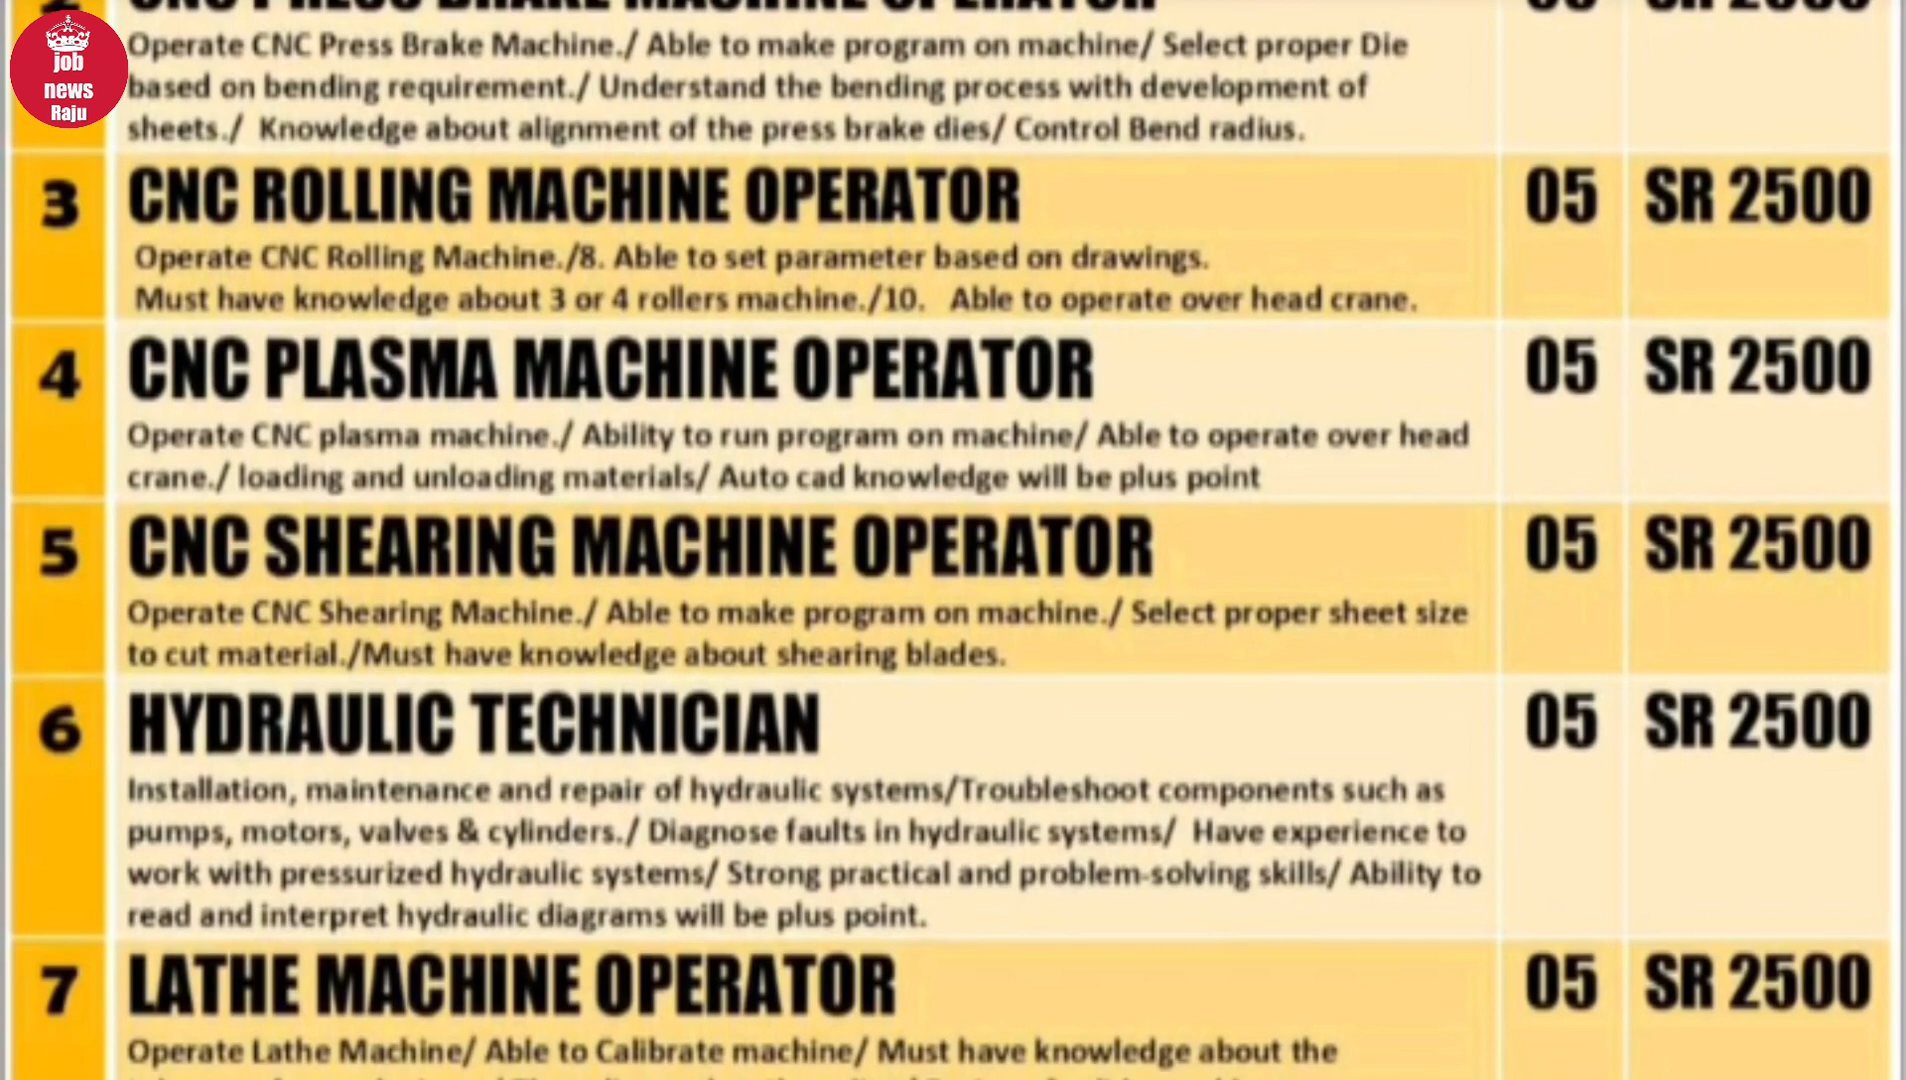 2 CNC PRESS BRAKE MACHINE OPERATOR 05 SR 2500
job
news
Raju
Operate CNC Press Brake Machine./ Able to make program on machine/ Select proper Die
based on bending requirement./ Understand the bending process with development of
sheets./ Knowledge about alignment of the press brake dies/ Control Bend radius.
3 CNC ROLLING MACHINE OPERATOR 05 SR 2500
Operate CNC Rolling Machine./8. Able to set parameter based on drawings.
Must have knowledge about 3 or 4 rollers machine./10. Able to operate over head crane.
4 CNC PLASMA MACHINE OPERATOR 05 SR 2500
Operate CNC plasma machine./ Ability to run program on machine/ Able to operate over head
crane./ loading and unloading materials/ Auto cad knowledge will be plus point
5 CNC SHEARING MACHINE OPERATOR 05 SR 2500
Operate CNC Shearing Machine./ Able to make program on machine./ Select proper sheet size
to cut material./Must have knowledge about shearing blades.
6 HYDRAULIC TECHNICIAN 05 SR 2500
Installation, maintenance and repair of hydraulic systems/Troubleshoot components such as
pumps, motors, valves & cylinders./ Diagnose faults in hydraulic systems/ Have experience to
work with pressurized hydraulic systems/ Strong practical and problem-solving skills/ Ability to
read and interpret hydraulic diagrams will be plus point.
7 LATHE MACHINE OPERATOR 05 SR 2500
Operate Lathe Machine/ Able to Calibrate machine/ Must have knowledge about the